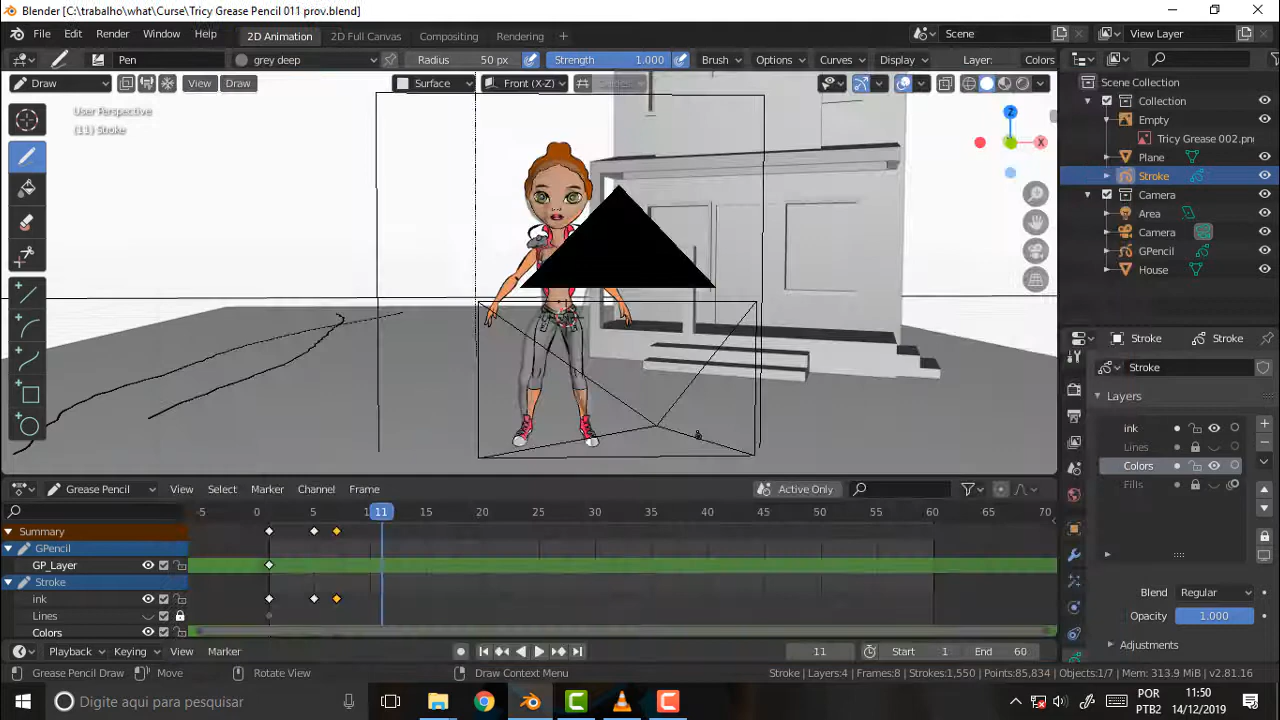 Blender [C:\trabalho\what\Curse\Tricy Grease Pencil 011 prov.blend]
File Edit Render Window Help 2D Animation 2D Full Canvas Compositing Rendering Scene View Layer
Pen grey deep Radius 50 px Strength 1.000 Brush Options Curves Display Layer: Colors
Draw View Draw Surface Front (X-Z)
User Perspective
(11) Stroke
Z
X
Scene Collection
Collection
Empty
Tricy Grease 002.pn
Plane
Stroke
Camera
Area
Camera
GPencil
House
Stroke Stroke
Stroke
Layers
ink
Lines
Colors
Fills
Blend Regular
Opacity 1.000
Adjustments
Grease Pencil View Select Marker Channel Frame Active Only
-5 0 5 11 15 20 25 30 35 40 45 50 55 60 65 70
Summary
GPencil
GP_Layer
Stroke
ink
Lines
Colors
Playback Keying View Marker 11 Start 1 End 60
Grease Pencil Draw Move Rotate View Draw Context Menu Stroke | Layers:4 | Frames:8 | Strokes:1,550 | Points:85,834 | Objects:1/7 | Mem: 313.9 MiB | v2.81.16
Digite aqui para pesquisar
POR
PTB2
11:50
14/12/2019